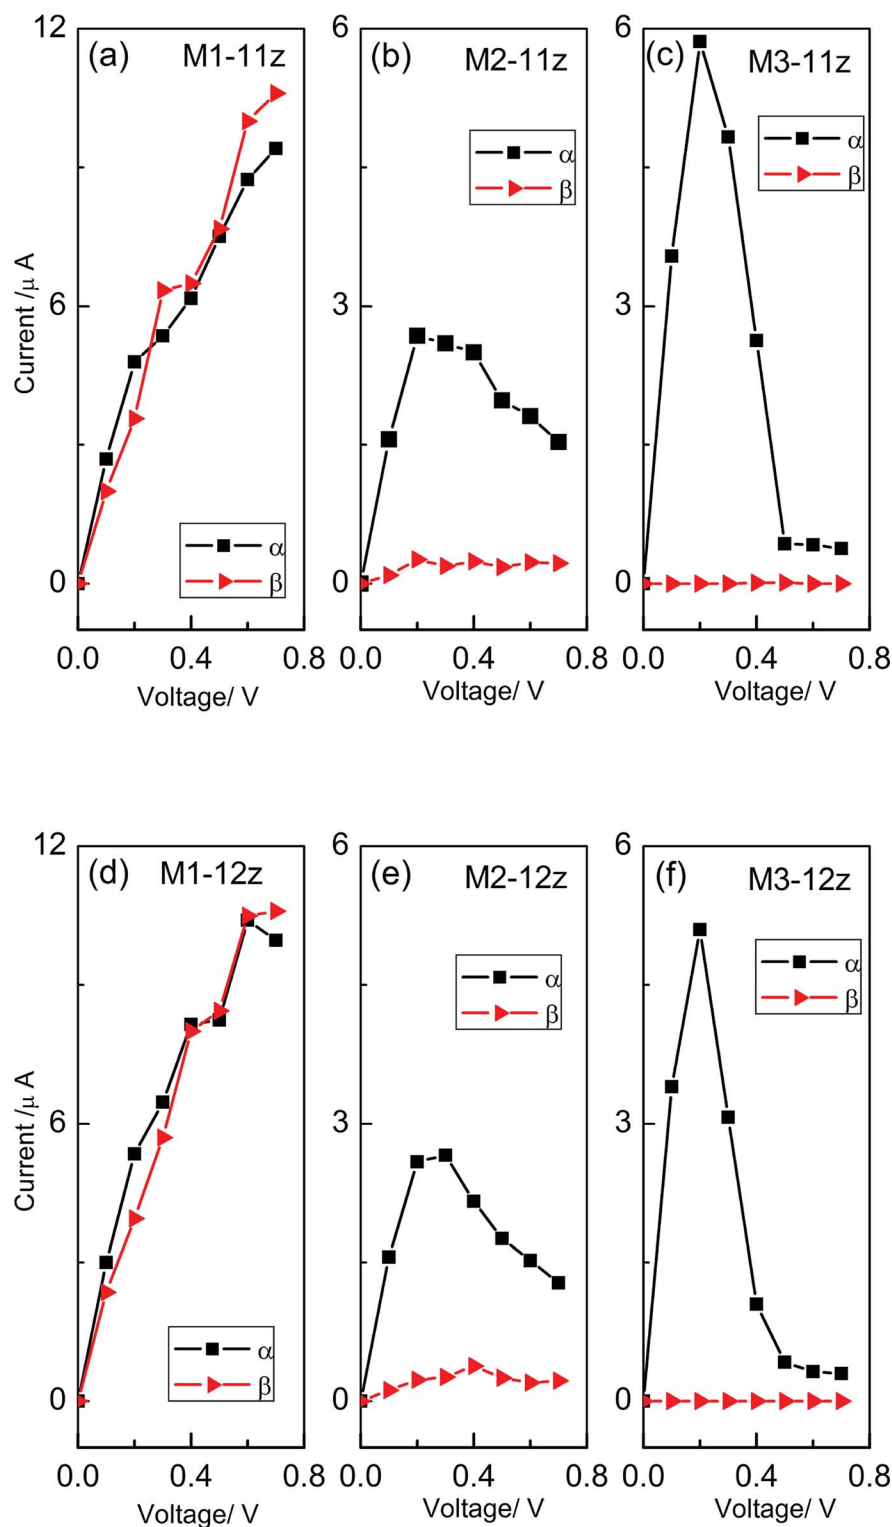 12
(a) M1-11z
6
0
α
β
Current /μ A
0.0 0.4 0.8
Voltage/ V
6
(b) M2-11z
α
β
3
0
0.0 0.4 0.8
Voltage/ V
6
(c) M3-11z
α
β
3
0
0.0 0.4 0.8
Voltage/ V
12
(d) M1-12z
6
0
α
β
Current /μ A
0.0 0.4 0.8
Voltage/ V
6
(e) M2-12z
α
β
3
0
0.0 0.4 0.8
Voltage/ V
6
(f) M3-12z
α
β
3
0
0.0 0.4 0.8
Voltage/ V